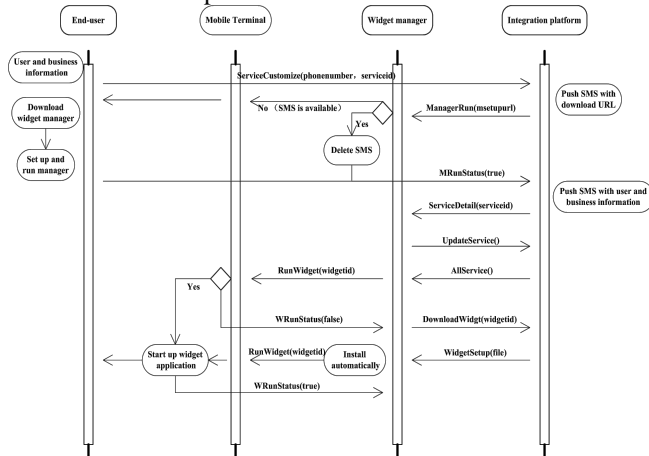 End-user
Mobile Terminal
Widget manager
Integration platform
User and business
information
ServiceCustomize(phonenumber，serviceid)
Push SMS with
download URL
Download
widget manager
No （SMS is available）
ManagerRun（msetupurl）
Yes
Delete SMS
Set up and
run manager
MRunStatus(true)
Push SMS with user and
business information
ServiceDetail(serviceid)
UpdateService()
RunWidget(widgetid)
AllService()
Yes
WRunStatus(false)
DownloadWidgt(widgetid)
Start up widget
application
RunWidget(widgetid)
Install
automatically
WidgetSetup(file)
WRunStatus(true)